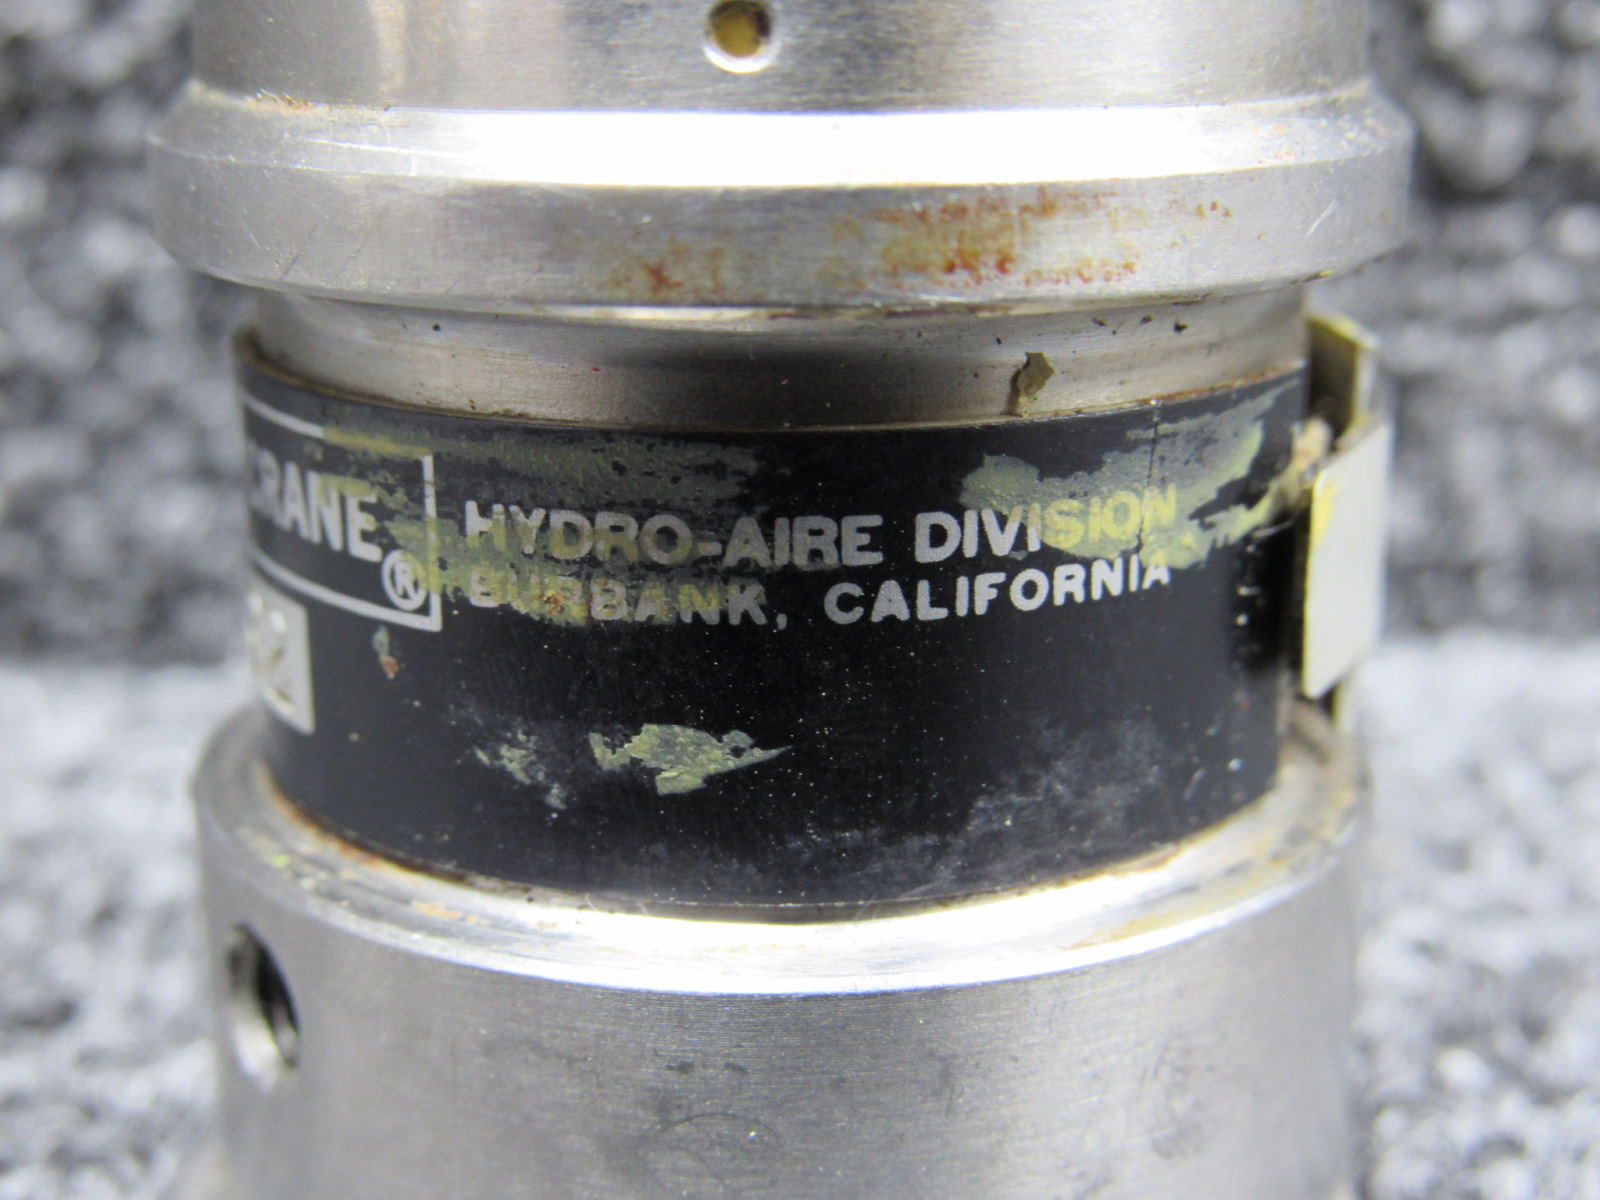 CRANE®
HYDRO-AIRE DIVISION
BURBANK, CALIFORNIA